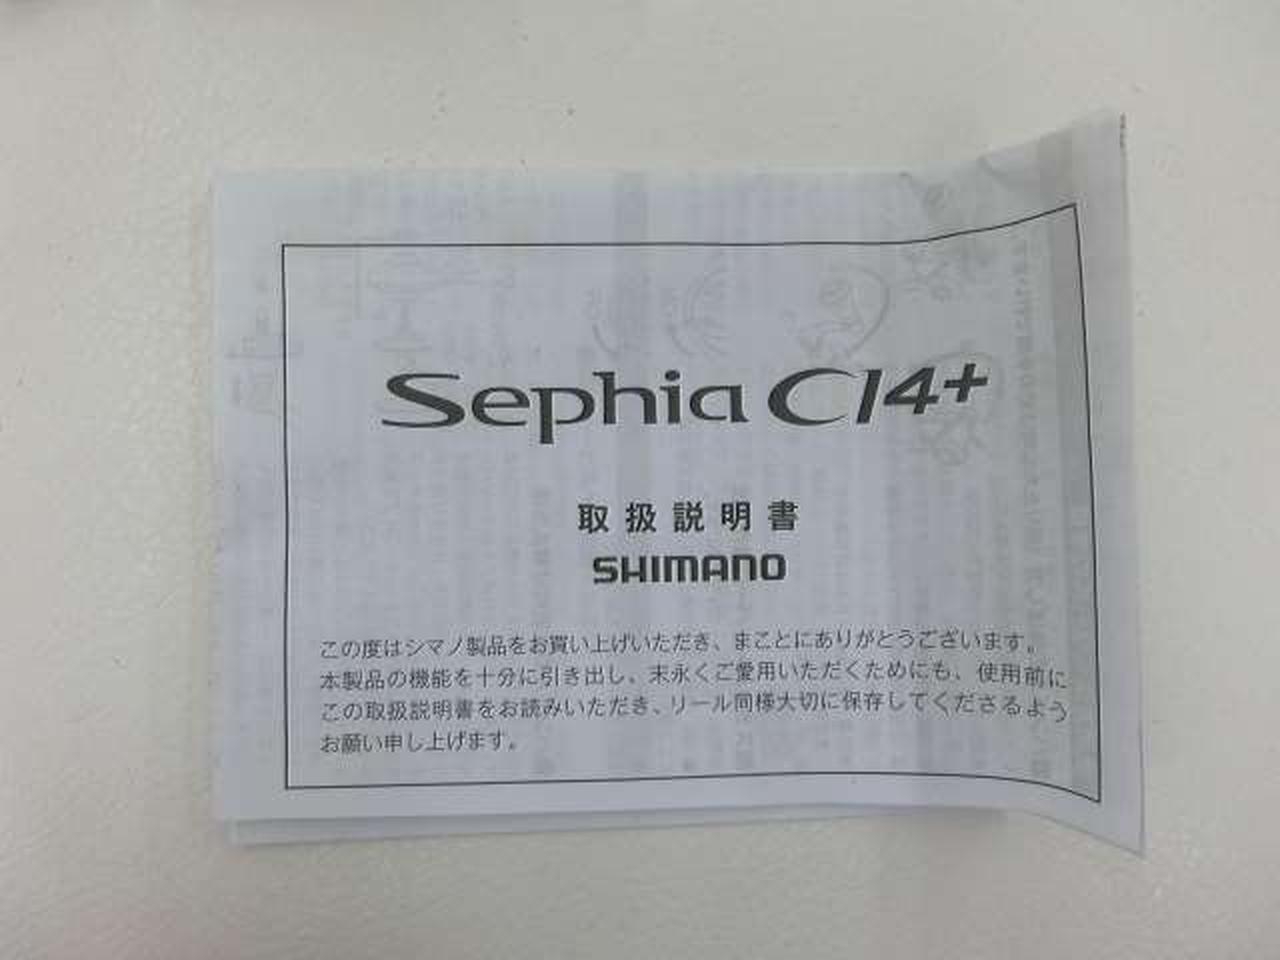 Sephia CI4+
取扱説明書
SHIMANO
この度はシマノ製品をお買い上げいただき、まことにありがとうございます。
本製品の機能を十分に引き出し、末永くご愛用いただくためにも、使用前に
この取扱説明書をお読みいただき、リール同様大切に保存してくださるよう
お願い申し上げます。